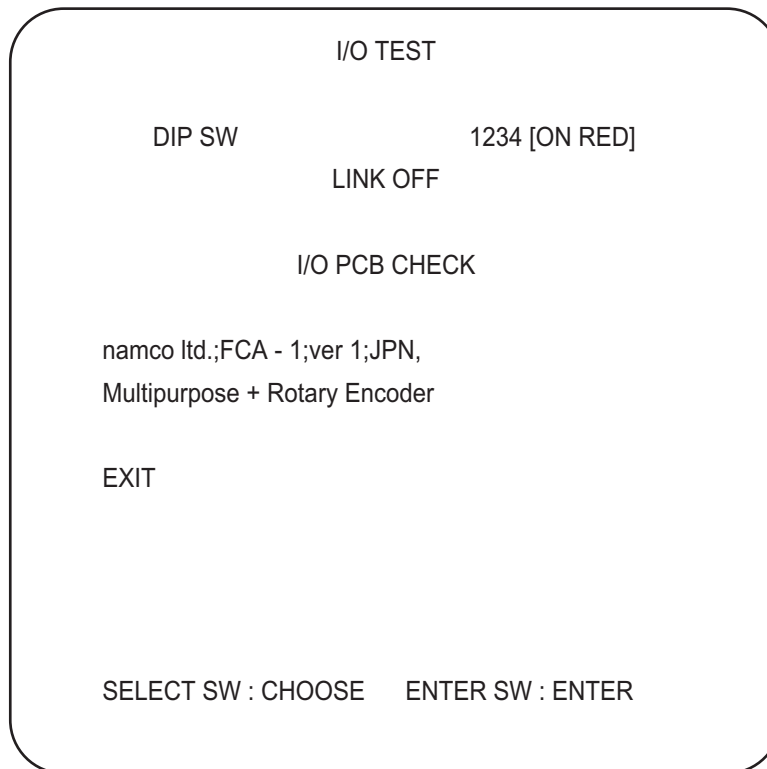 I/O TEST
DIP SW 1234 [ON RED]
LINK OFF
I/O PCB CHECK
namco ltd.;FCA - 1;ver 1;JPN,
Multipurpose + Rotary Encoder
EXIT
SELECT SW : CHOOSE ENTER SW : ENTER